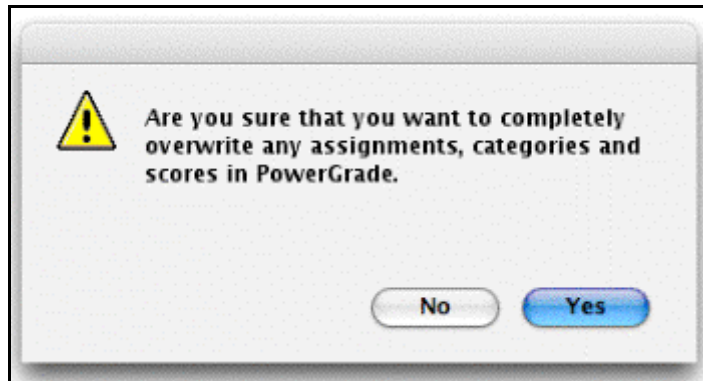 Are you sure that you want to completely
overwrite any assignments, categories and
scores in PowerGrade.
No Yes